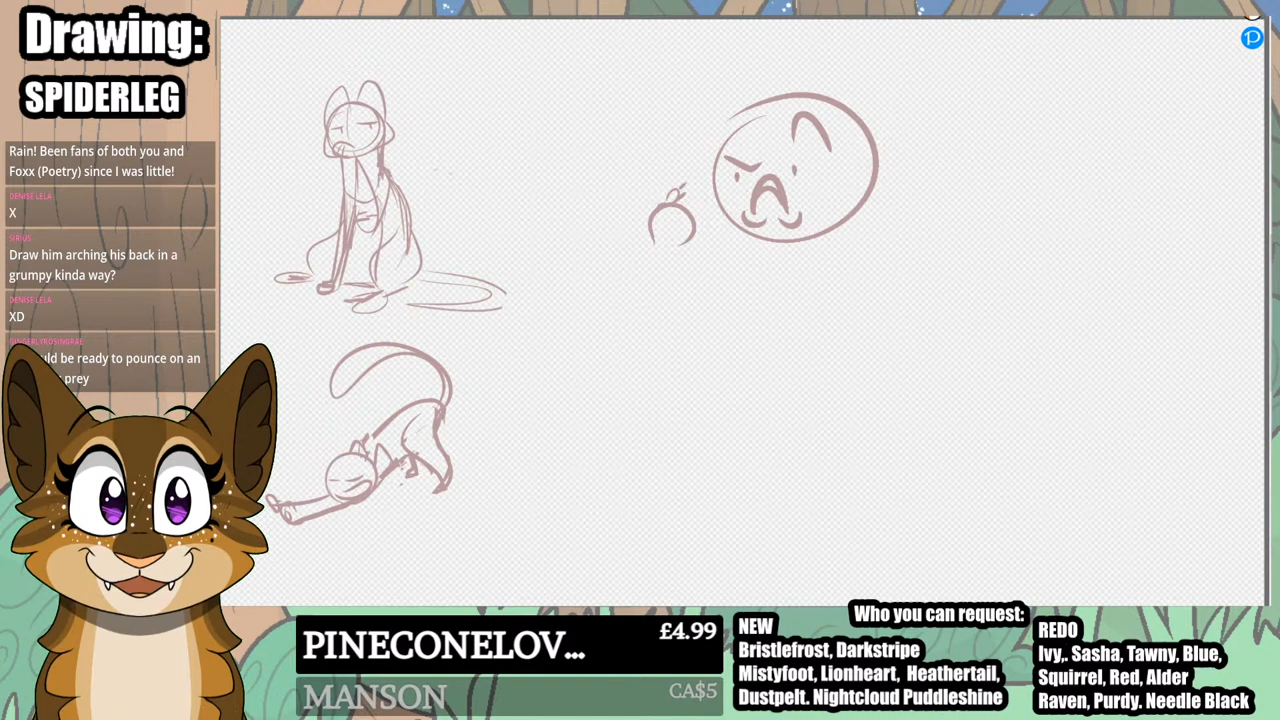 Drawing:
SPIDERLEG
Rain! Been fans of both you and
Foxx (Poetry) since I was little!
DENISE LELA
X
SIRIUS
Draw him arching his back in a
grumpy kinda way?
DENISE LELA
XD
uld be ready to pounce on an
prey
PINECONELOV...
£4.99
MANSON
CA$5
Who you can request:
NEW
Bristlefrost, Darkstripe
Mistyfoot, Lionheart, Heathertail,
Dustpelt. Nightcloud Puddleshine
REDO
Ivy,. Sasha, Tawny, Blue,
Squirrel, Red, Alder
Raven, Purdy. Needle Black